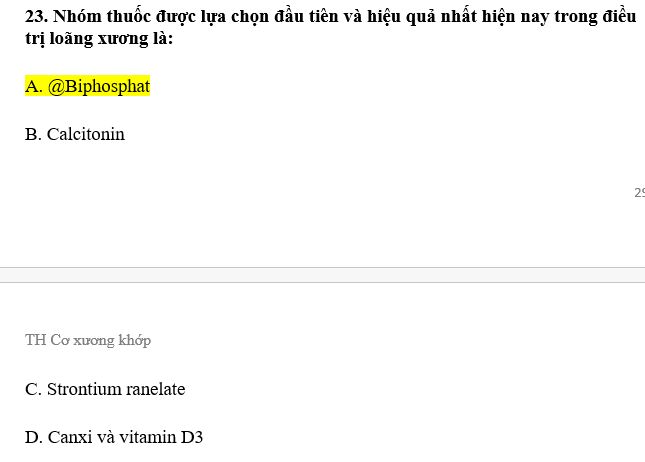 23. Nhóm thuốc được lựa chọn đầu tiên và hiệu quả nhất hiện nay trong điều
trị loãng xương là:
A. @Biphosphat
B. Calcitonin
29
TH Cơ xương khớp
C. Strontium ranelate
D. Canxi và vitamin D3